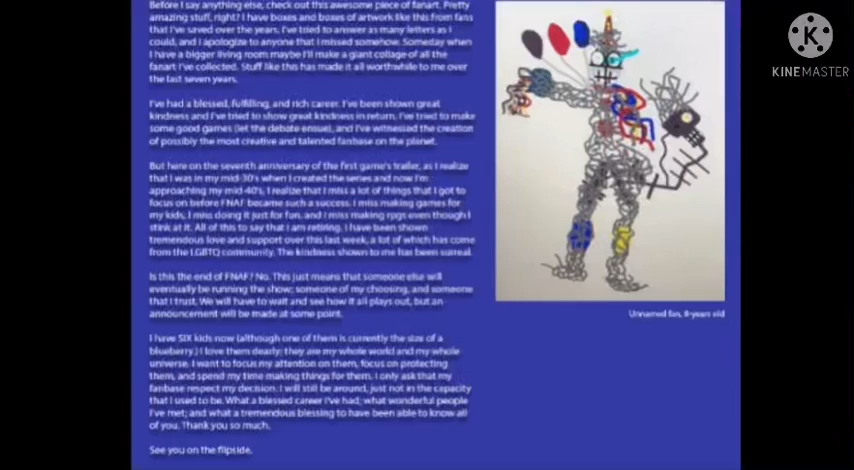 Before I say anything else, check out this awesome piece of fanart. Pretty
amazing stuff, right? I have boxes and boxes of artwork like this from fans
that I've saved over the years. I've tried to answer as many letters as I
could, and I apologize to anyone that I missed somehow. Someday when
I have a bigger living room maybe I'll make a giant collage of all the
fanart I've collected. Stuff like this has made it all worthwhile to me over
the last seven years.
I've had a blessed, fulfilling, and rich career. I've been shown great
kindness and I've tried to show great kindness in return. I've tried to make
some good games (let the debate ensue), and I've witnessed the creation
of possibly the most creative and talented fanbase on the planet.
But here on the seventh anniversary of the first game's trailer, as I realize
that I was in my mid-30's when I created the series and now I'm
approaching my mid-40's, I realize that I miss a lot of things that I got to
focus on before FNAF became such a success. I miss making games for
my kids, I miss doing it just for fun, and I miss making rpgs even though I
stink at it. All of this to say that I am retiring. I have been shown
tremendous love and support over this last week, a lot of which has come
from the LGBTQ community. The kindness shown to me has been surreal.
Is this the end of FNAF? No. This just means that someone else will
eventually be running the show; someone of my choosing, and someone
that I trust. We will have to wait and see how it all plays out, but an
announcement will be made at some point.
I have SIX kids now (although one of them is currently the size of a
blueberry.) I love them dearly; they are my whole world and my whole
universe. I want to focus my attention on them, focus on protecting
them, and spend my time making things for them. I only ask that my
fanbase respect my decision. I will still be around, just not in the capacity
that I used to be. What a blessed career I've had; what wonderful people
I've met; and what a tremendous blessing to have been able to know all
of you. Thank you so much.
See you on the flipside.
Unnamed fan, 8-years old
KINEMASTER